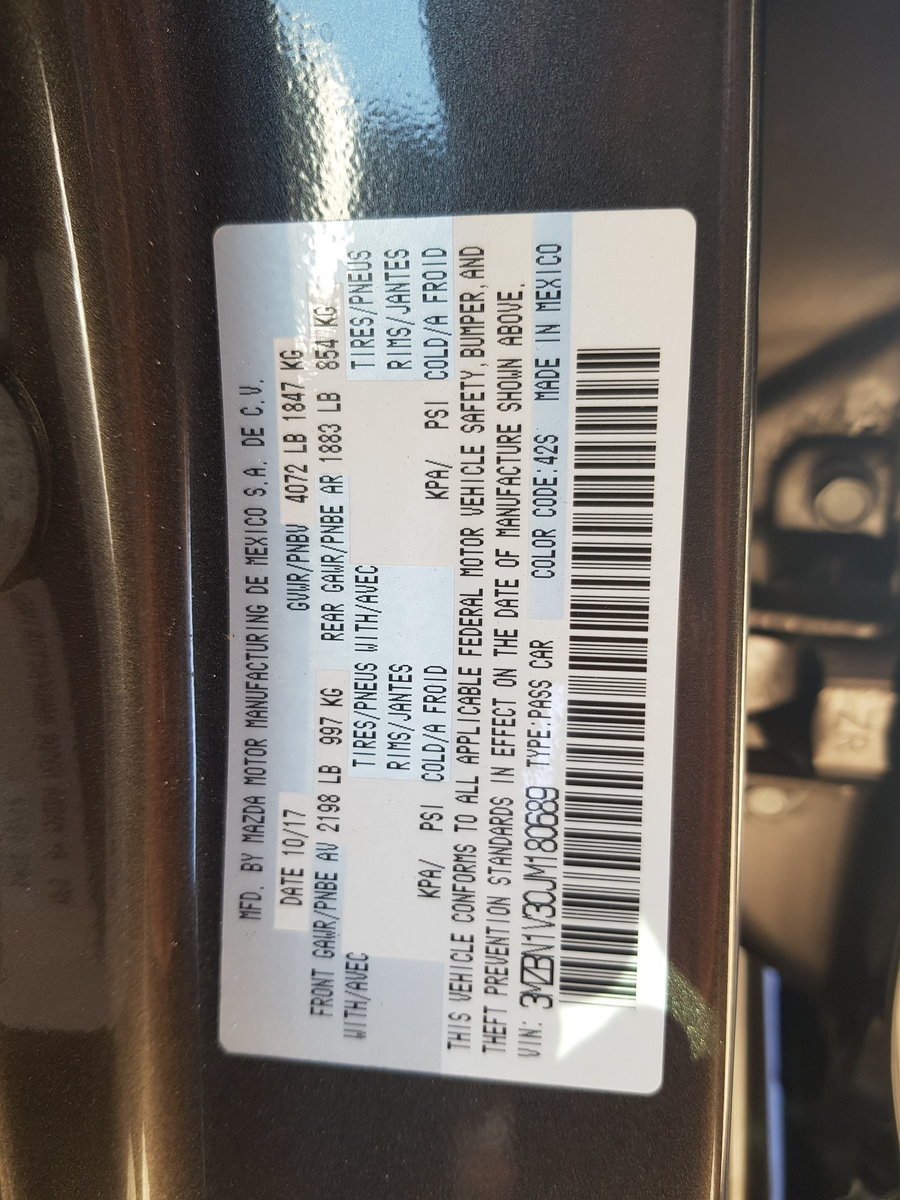 MFD. BY MAZDA MOTOR MANUFACTURING DE MEXICO S.A. DE C.V.
DATE 10/17 GVWR/PNBV 4072 LB 1847 KG
FRONT GAWR/PNBE AV 2198 LB 997 KG REAR GAWR/PNBE AR 1883 LB 854 KG
WITH/AVEC TIRES/PNEUS WITH/AVEC TIRES/PNEUS
RIMS/JANTES RIMS/JANTES
KPA/ PSI COLD/A FROID KPA/ PSI COLD/A FROID
THIS VEHICLE CONFORMS TO ALL APPLICABLE FEDERAL MOTOR VEHICLE SAFETY, BUMPER, AND
THEFT PREVENTION STANDARDS IN EFFECT ON THE DATE OF MANUFACTURE SHOWN ABOVE.
VIN: 3MZBN1V30JM180689 TYPE:PASS CAR COLOR CODE:42S MADE IN MEXICO
ZR